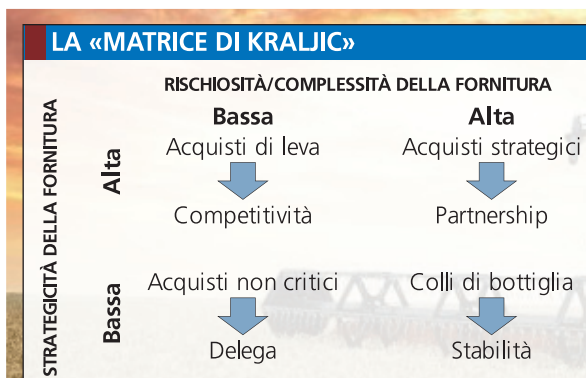 LA «MATRICE DI KRALJIC»
RISCHIOSITÀ/COMPLESSITÀ DELLA FORNITURA
Bassa Alta
STRATEGICITÀ DELLA FORNITURA
Alta
Acquisti di leva Acquisti strategici
Competitività Partnership
Bassa
Acquisti non critici Colli di bottiglia
Delega Stabilità